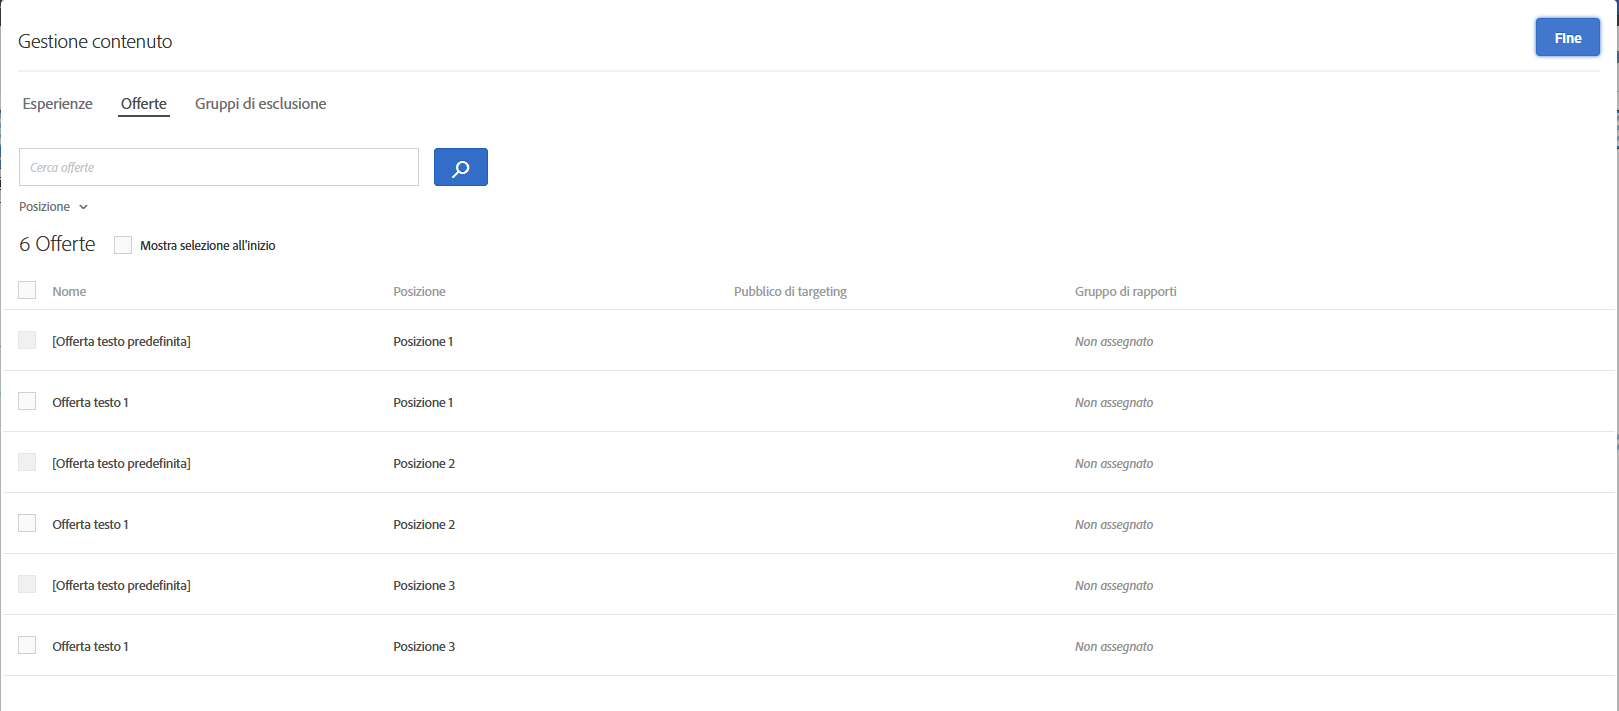 Gestione contenuto
Fine
Esperienze Offerte Gruppi di esclusione
Cerca offerte
Posizione
6 Offerte Mostra selezione all'inizio
Nome Posizione Pubblico di targeting Gruppo di rapporti
[Offerta testo predefinita] Posizione 1 Non assegnato
Offerta testo 1 Posizione 1 Non assegnato
[Offerta testo predefinita] Posizione 2 Non assegnato
Offerta testo 1 Posizione 2 Non assegnato
[Offerta testo predefinita] Posizione 3 Non assegnato
Offerta testo 1 Posizione 3 Non assegnato